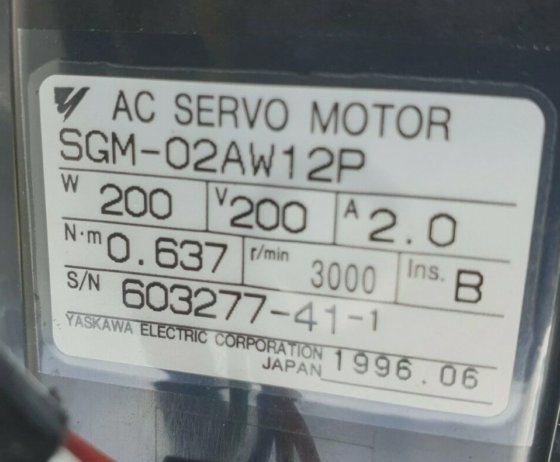 AC SERVO MOTOR
SGM-02AW12P
W 200 V 200 A 2.0
N·m 0.637 r/min 3000 Ins. B
S/N 603277-41-1
YASKAWA ELECTRIC CORPORATION
JAPAN 1996.06